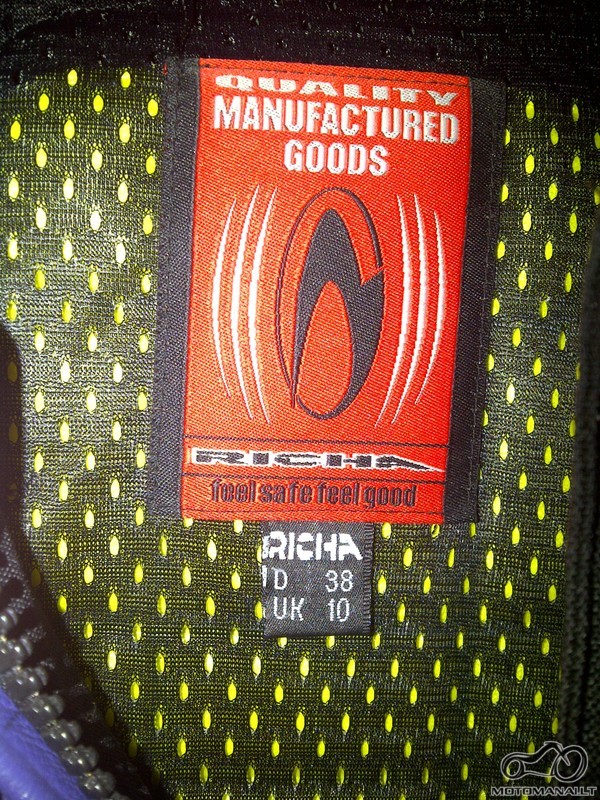 QUALITY
MANUFACTURED
GOODS
RICHA
feel safe feel good
RICHA
D 38
UK 10
MOTOMANAI.LT